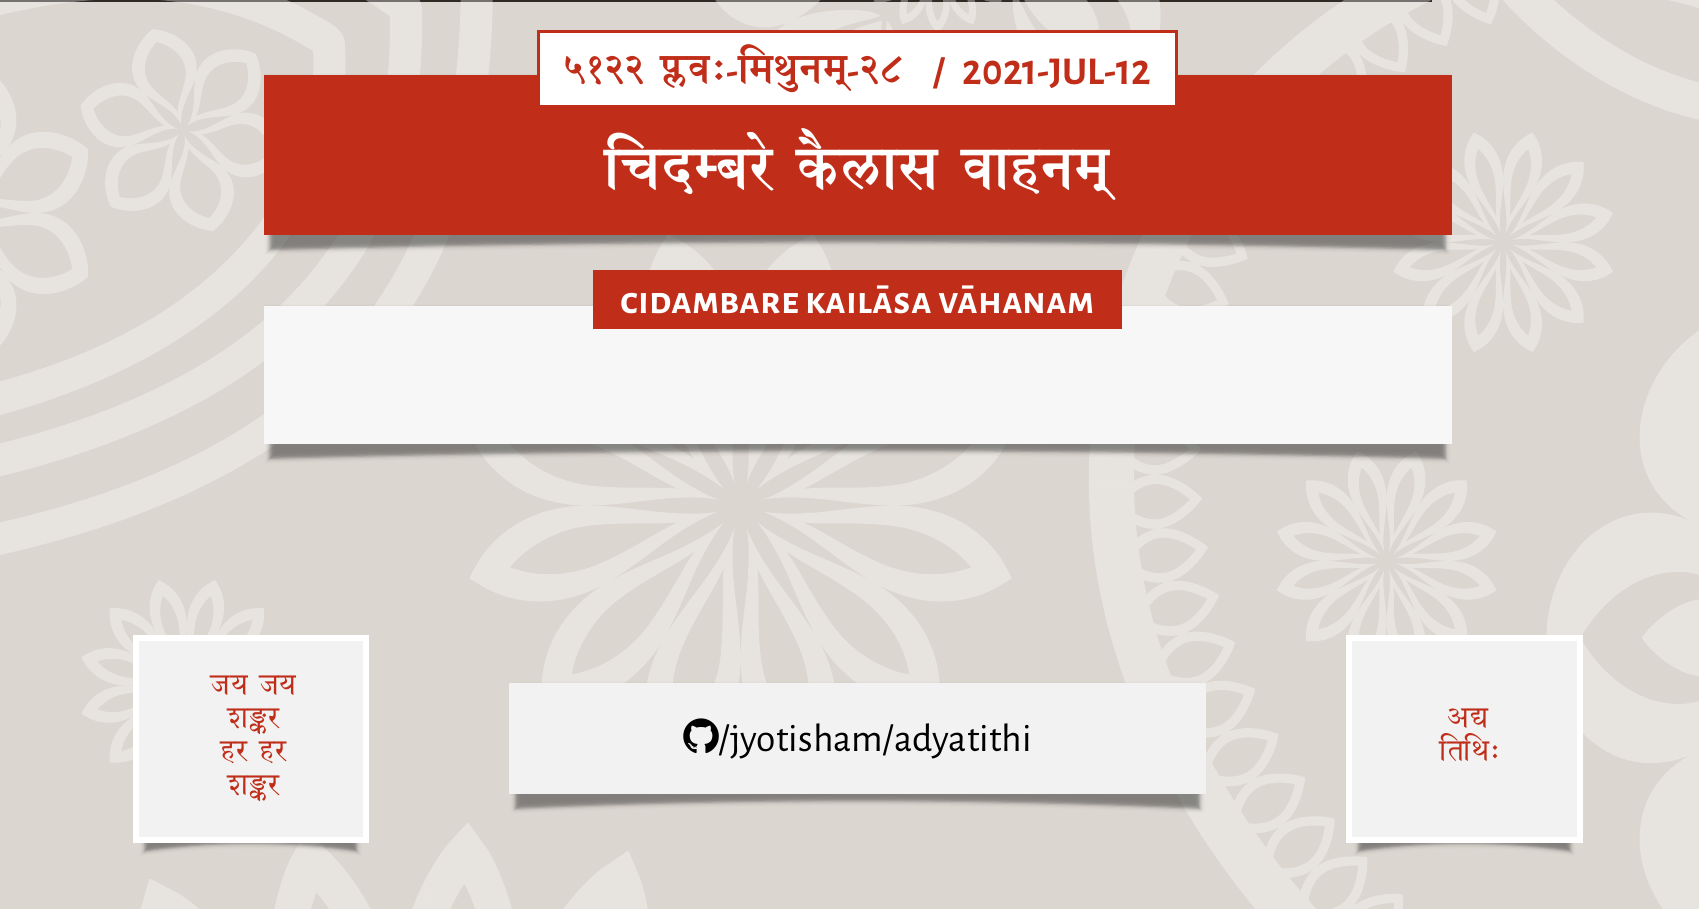 ५१२२ प्लवः-मिथुनम्-२८ / 2021-JUL-12
चिदम्बरे कैलास वाहनम्
CIDAMBARE KAILĀSA VĀHANAM
जय जय
शङ्कर
हर हर
शङ्कर
/jyotisham/adyatithi
अद्य
तिथिः